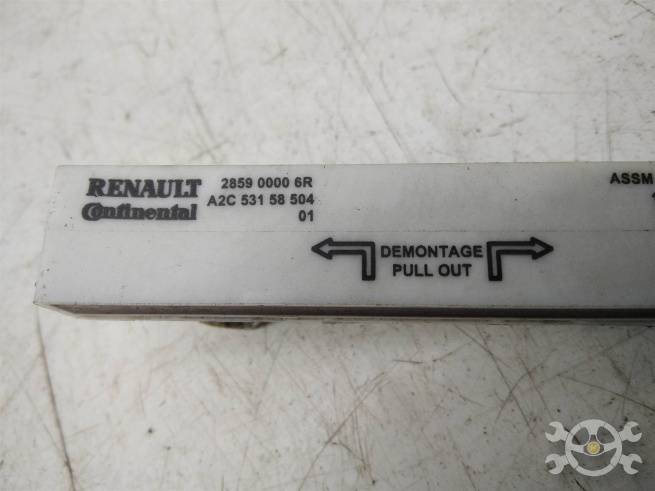 RENAULT 2859 0000 6R
Continental A2C 531 58 504
01
ASSM
DEMONTAGE
PULL OUT